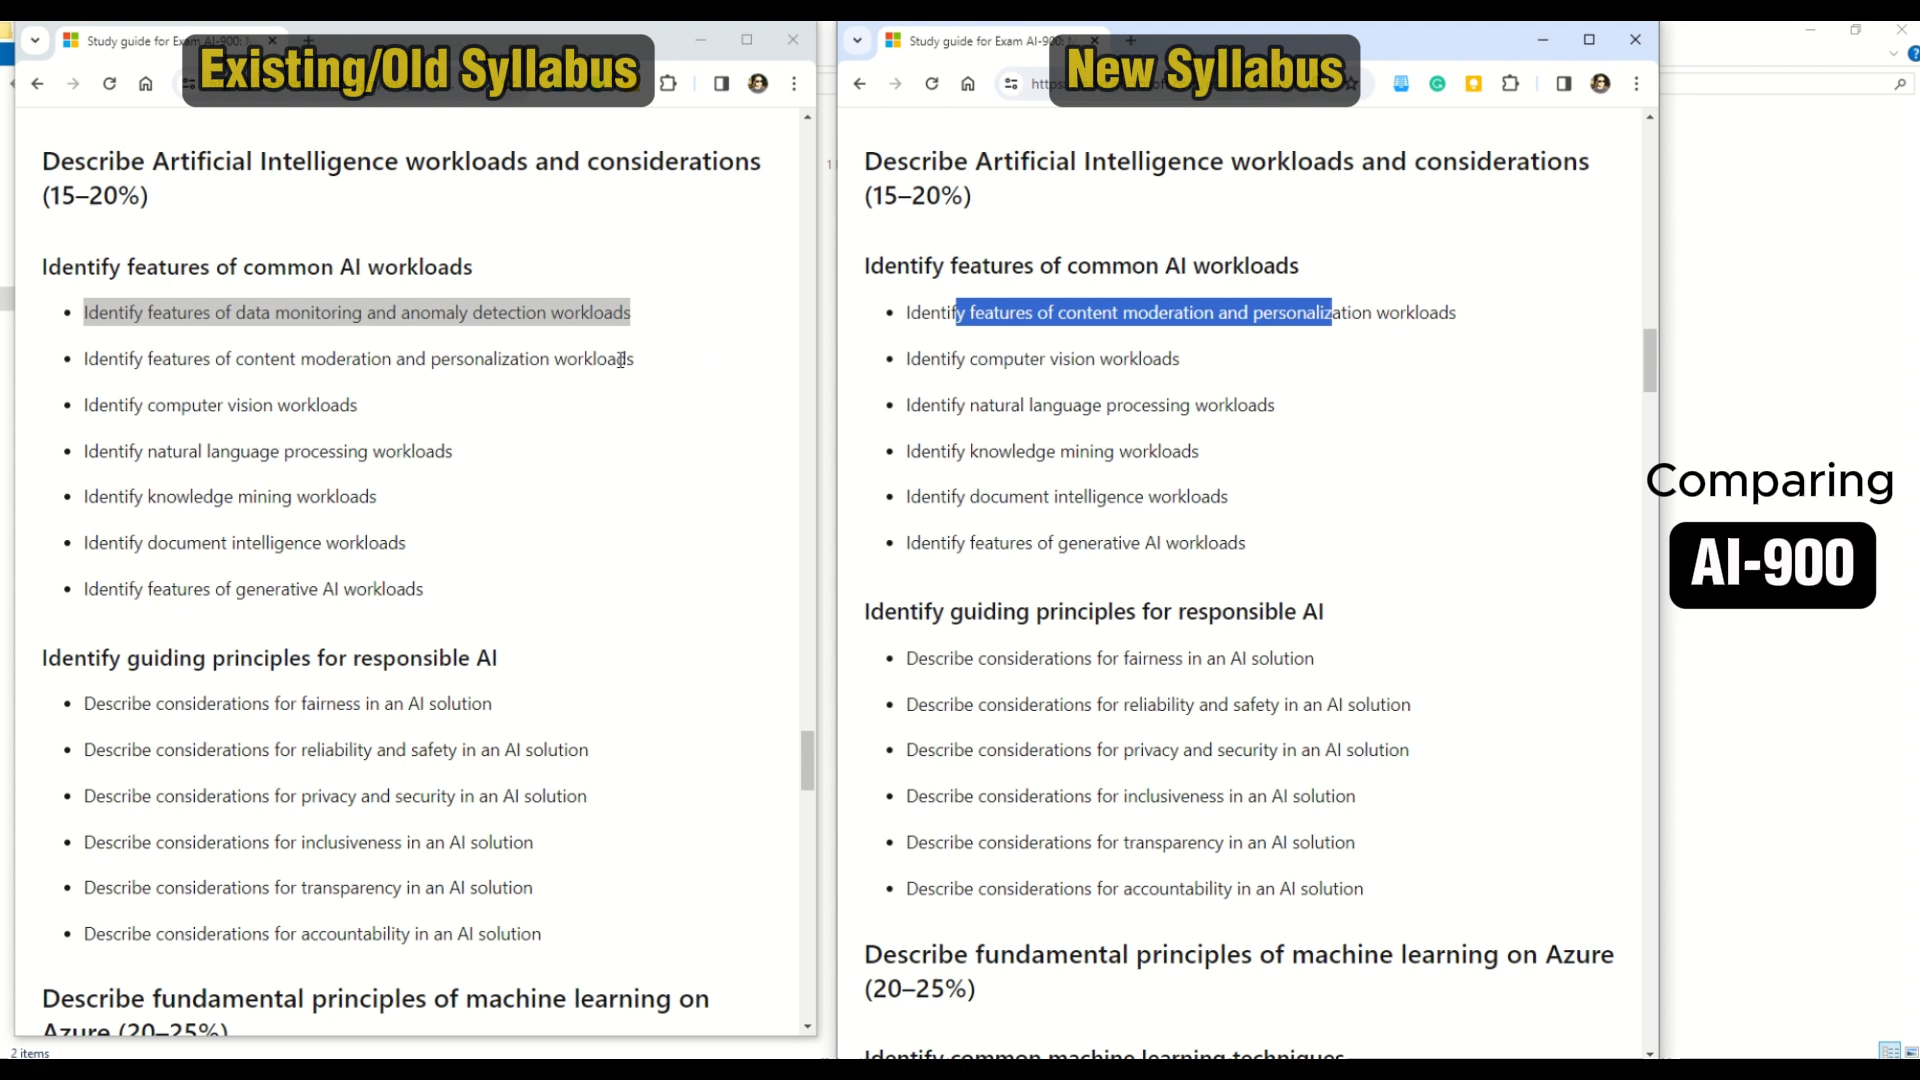 Study guide for Exam AI-900:
Existing/Old Syllabus
Describe Artificial Intelligence workloads and considerations
(15–20%)
Identify features of common AI workloads
• Identify features of data monitoring and anomaly detection workloads
• Identify features of content moderation and personalization workloads
• Identify computer vision workloads
• Identify natural language processing workloads
• Identify knowledge mining workloads
• Identify document intelligence workloads
• Identify features of generative AI workloads
Identify guiding principles for responsible AI
• Describe considerations for fairness in an AI solution
• Describe considerations for reliability and safety in an AI solution
• Describe considerations for privacy and security in an AI solution
• Describe considerations for inclusiveness in an AI solution
• Describe considerations for transparency in an AI solution
• Describe considerations for accountability in an AI solution
Describe fundamental principles of machine learning on
Azure (20–25%)
2 items
Study guide for Exam AI-900:
New Syllabus
https
Describe Artificial Intelligence workloads and considerations
(15–20%)
Identify features of common AI workloads
• Identify features of content moderation and personalization workloads
• Identify computer vision workloads
• Identify natural language processing workloads
• Identify knowledge mining workloads
• Identify document intelligence workloads
• Identify features of generative AI workloads
Identify guiding principles for responsible AI
• Describe considerations for fairness in an AI solution
• Describe considerations for reliability and safety in an AI solution
• Describe considerations for privacy and security in an AI solution
• Describe considerations for inclusiveness in an AI solution
• Describe considerations for transparency in an AI solution
• Describe considerations for accountability in an AI solution
Describe fundamental principles of machine learning on Azure
(20–25%)
Identify common machine learning techniques
Comparing
AI-900